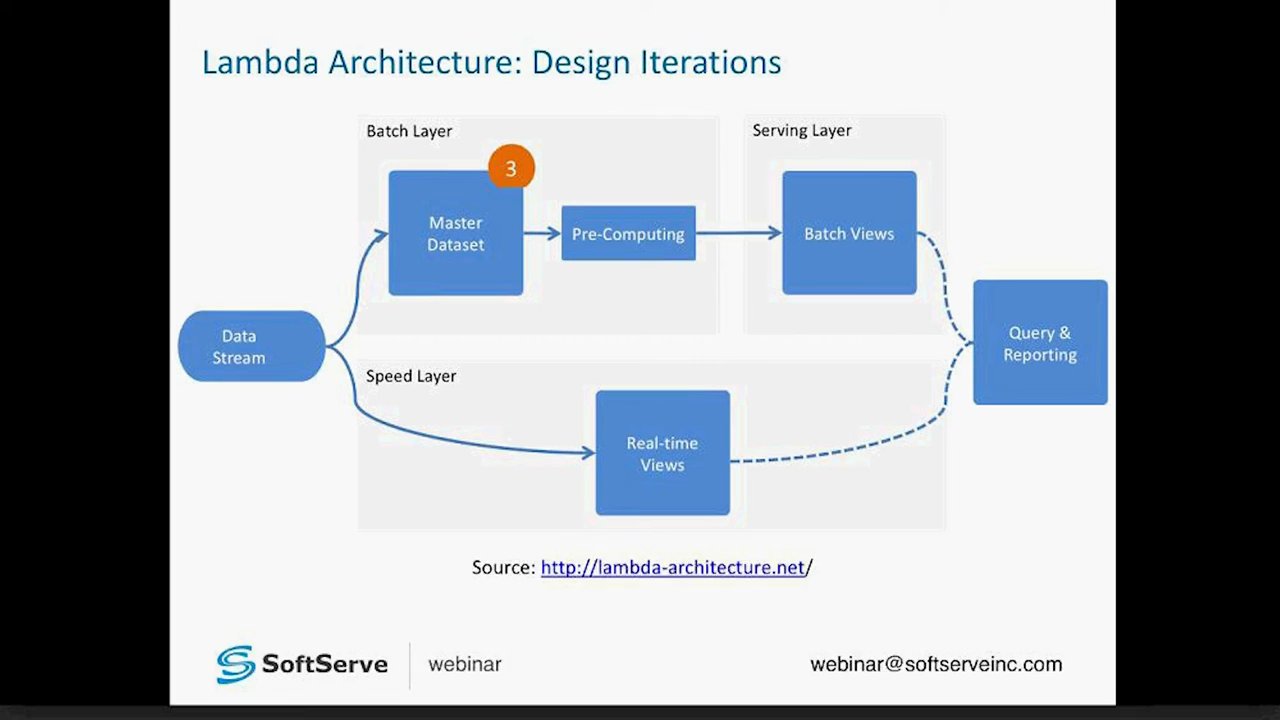 Lambda Architecture: Design Iterations
Batch Layer
Serving Layer
3
Master
Dataset
Pre-Computing
Batch Views
Data
Stream
Query &
Reporting
Speed Layer
Real-time
Views
Source: http://lambda-architecture.net/
SoftServe
webinar
webinar@softserveinc.com